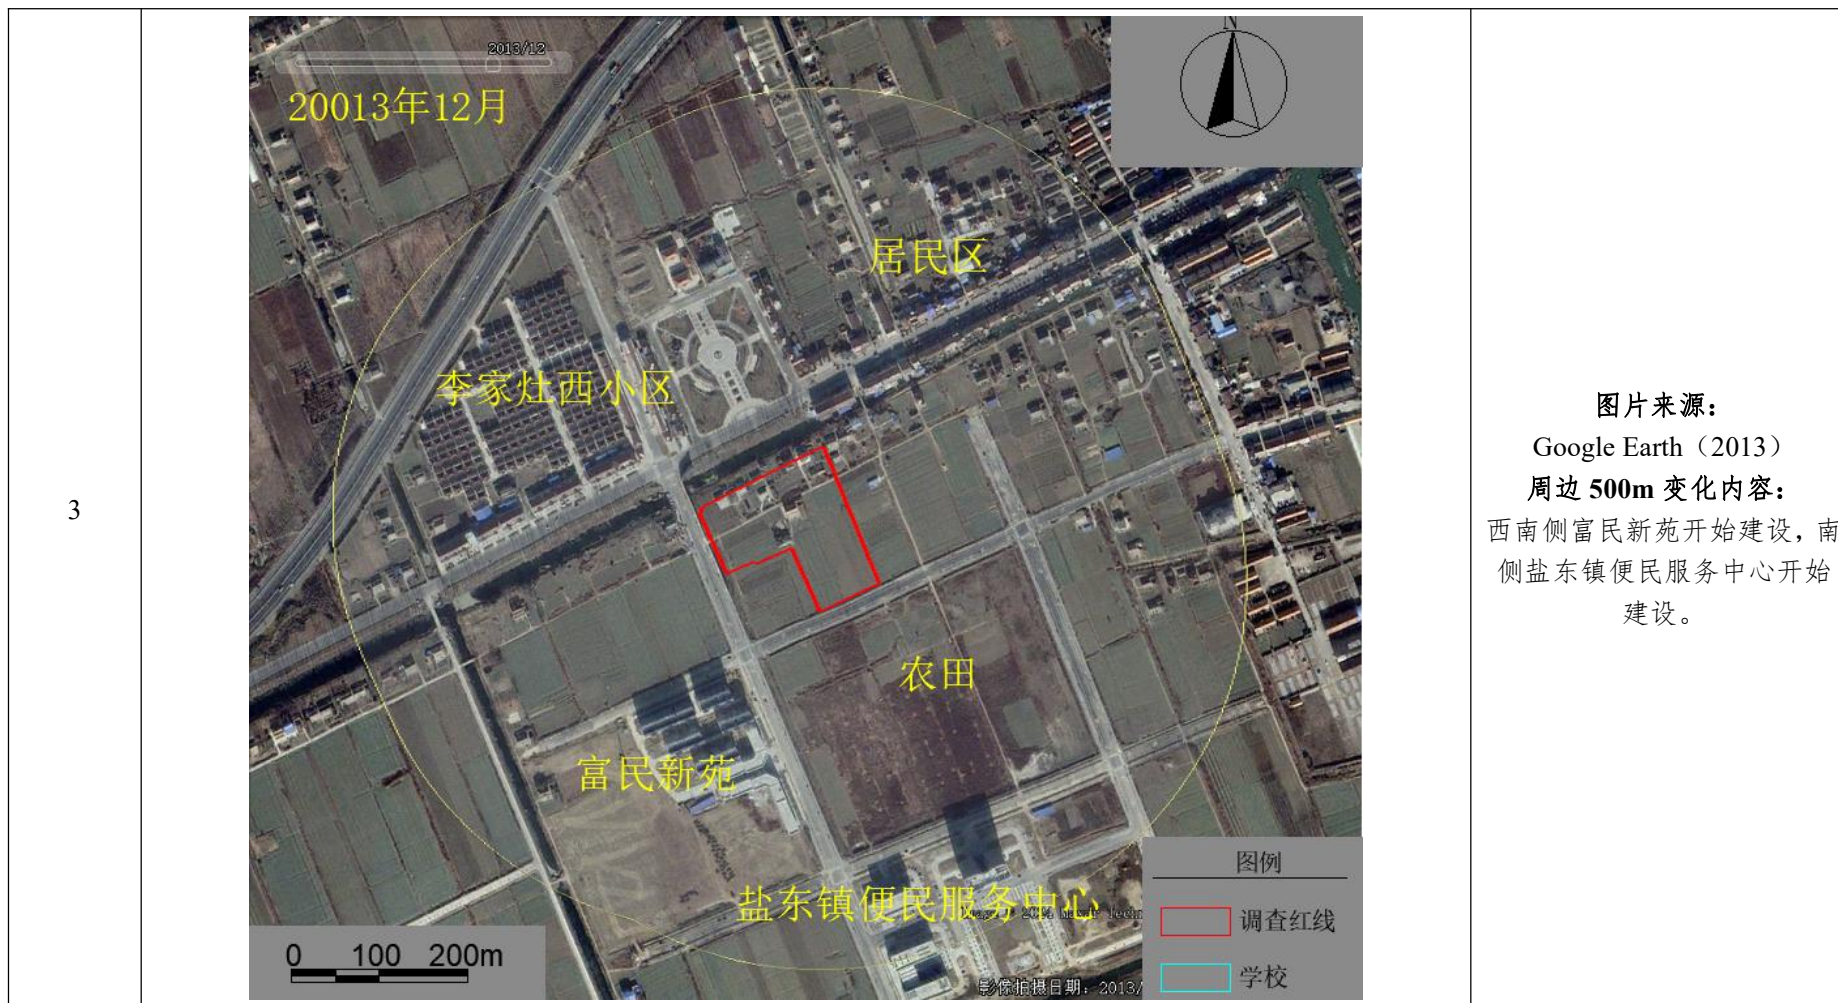 3
2013/12
20013年12月
N
居民区
李家灶西小区
农田
富民新苑
盐东镇便民服务中心
影像拍摄日期：2013/
0 100 200m
图例
调查红线
学校
图片来源：
Google Earth（2013）
周边 500m 变化内容：
西南侧富民新苑开始建设，南
侧盐东镇便民服务中心开始
建设。